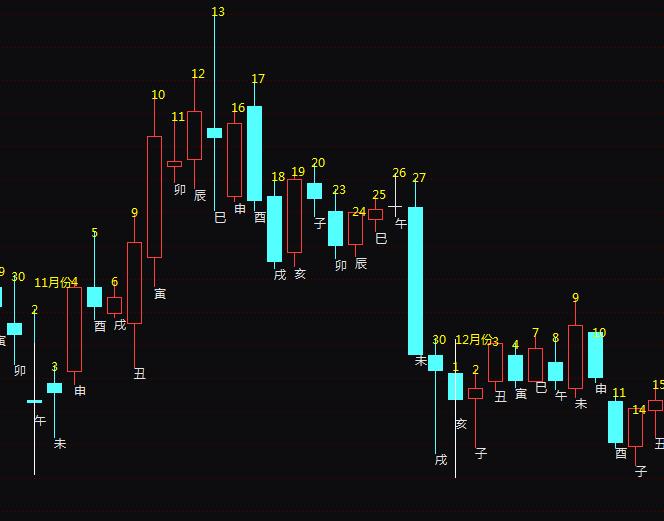 13
12
17
10
11
16
卯
辰
巳
申
酉
18
19
20
23
24
25
26
27
戌
亥
子
卯
辰
巳
午
9
5
30
11月份4
6
2
寅
酉
戌
寅
卯
3
丑
申
午
未
30
12月份3
4
7
8
9
10
未
1
2
丑
寅
巳
午
未
申
11
14
15
亥
子
戌
酉
子
丑